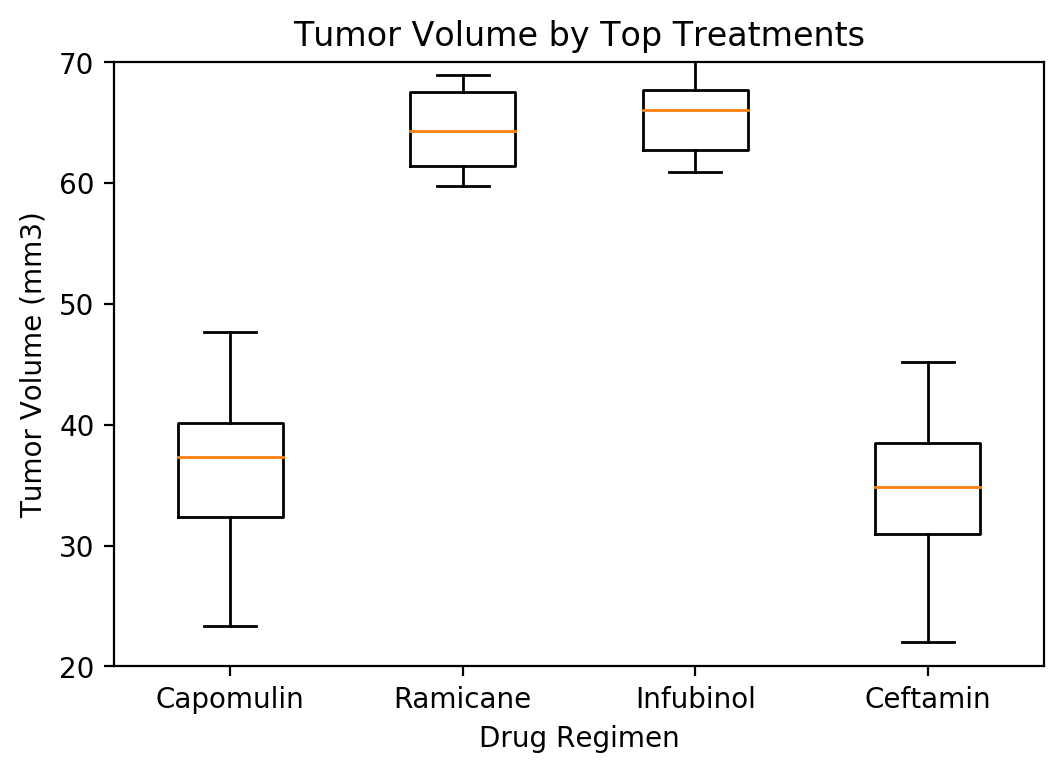 Tumor Volume by Top Treatments
70
60
50
40
30
20
Tumor Volume (mm3)
Capomulin Ramicane Infubinol Ceftamin
Drug Regimen